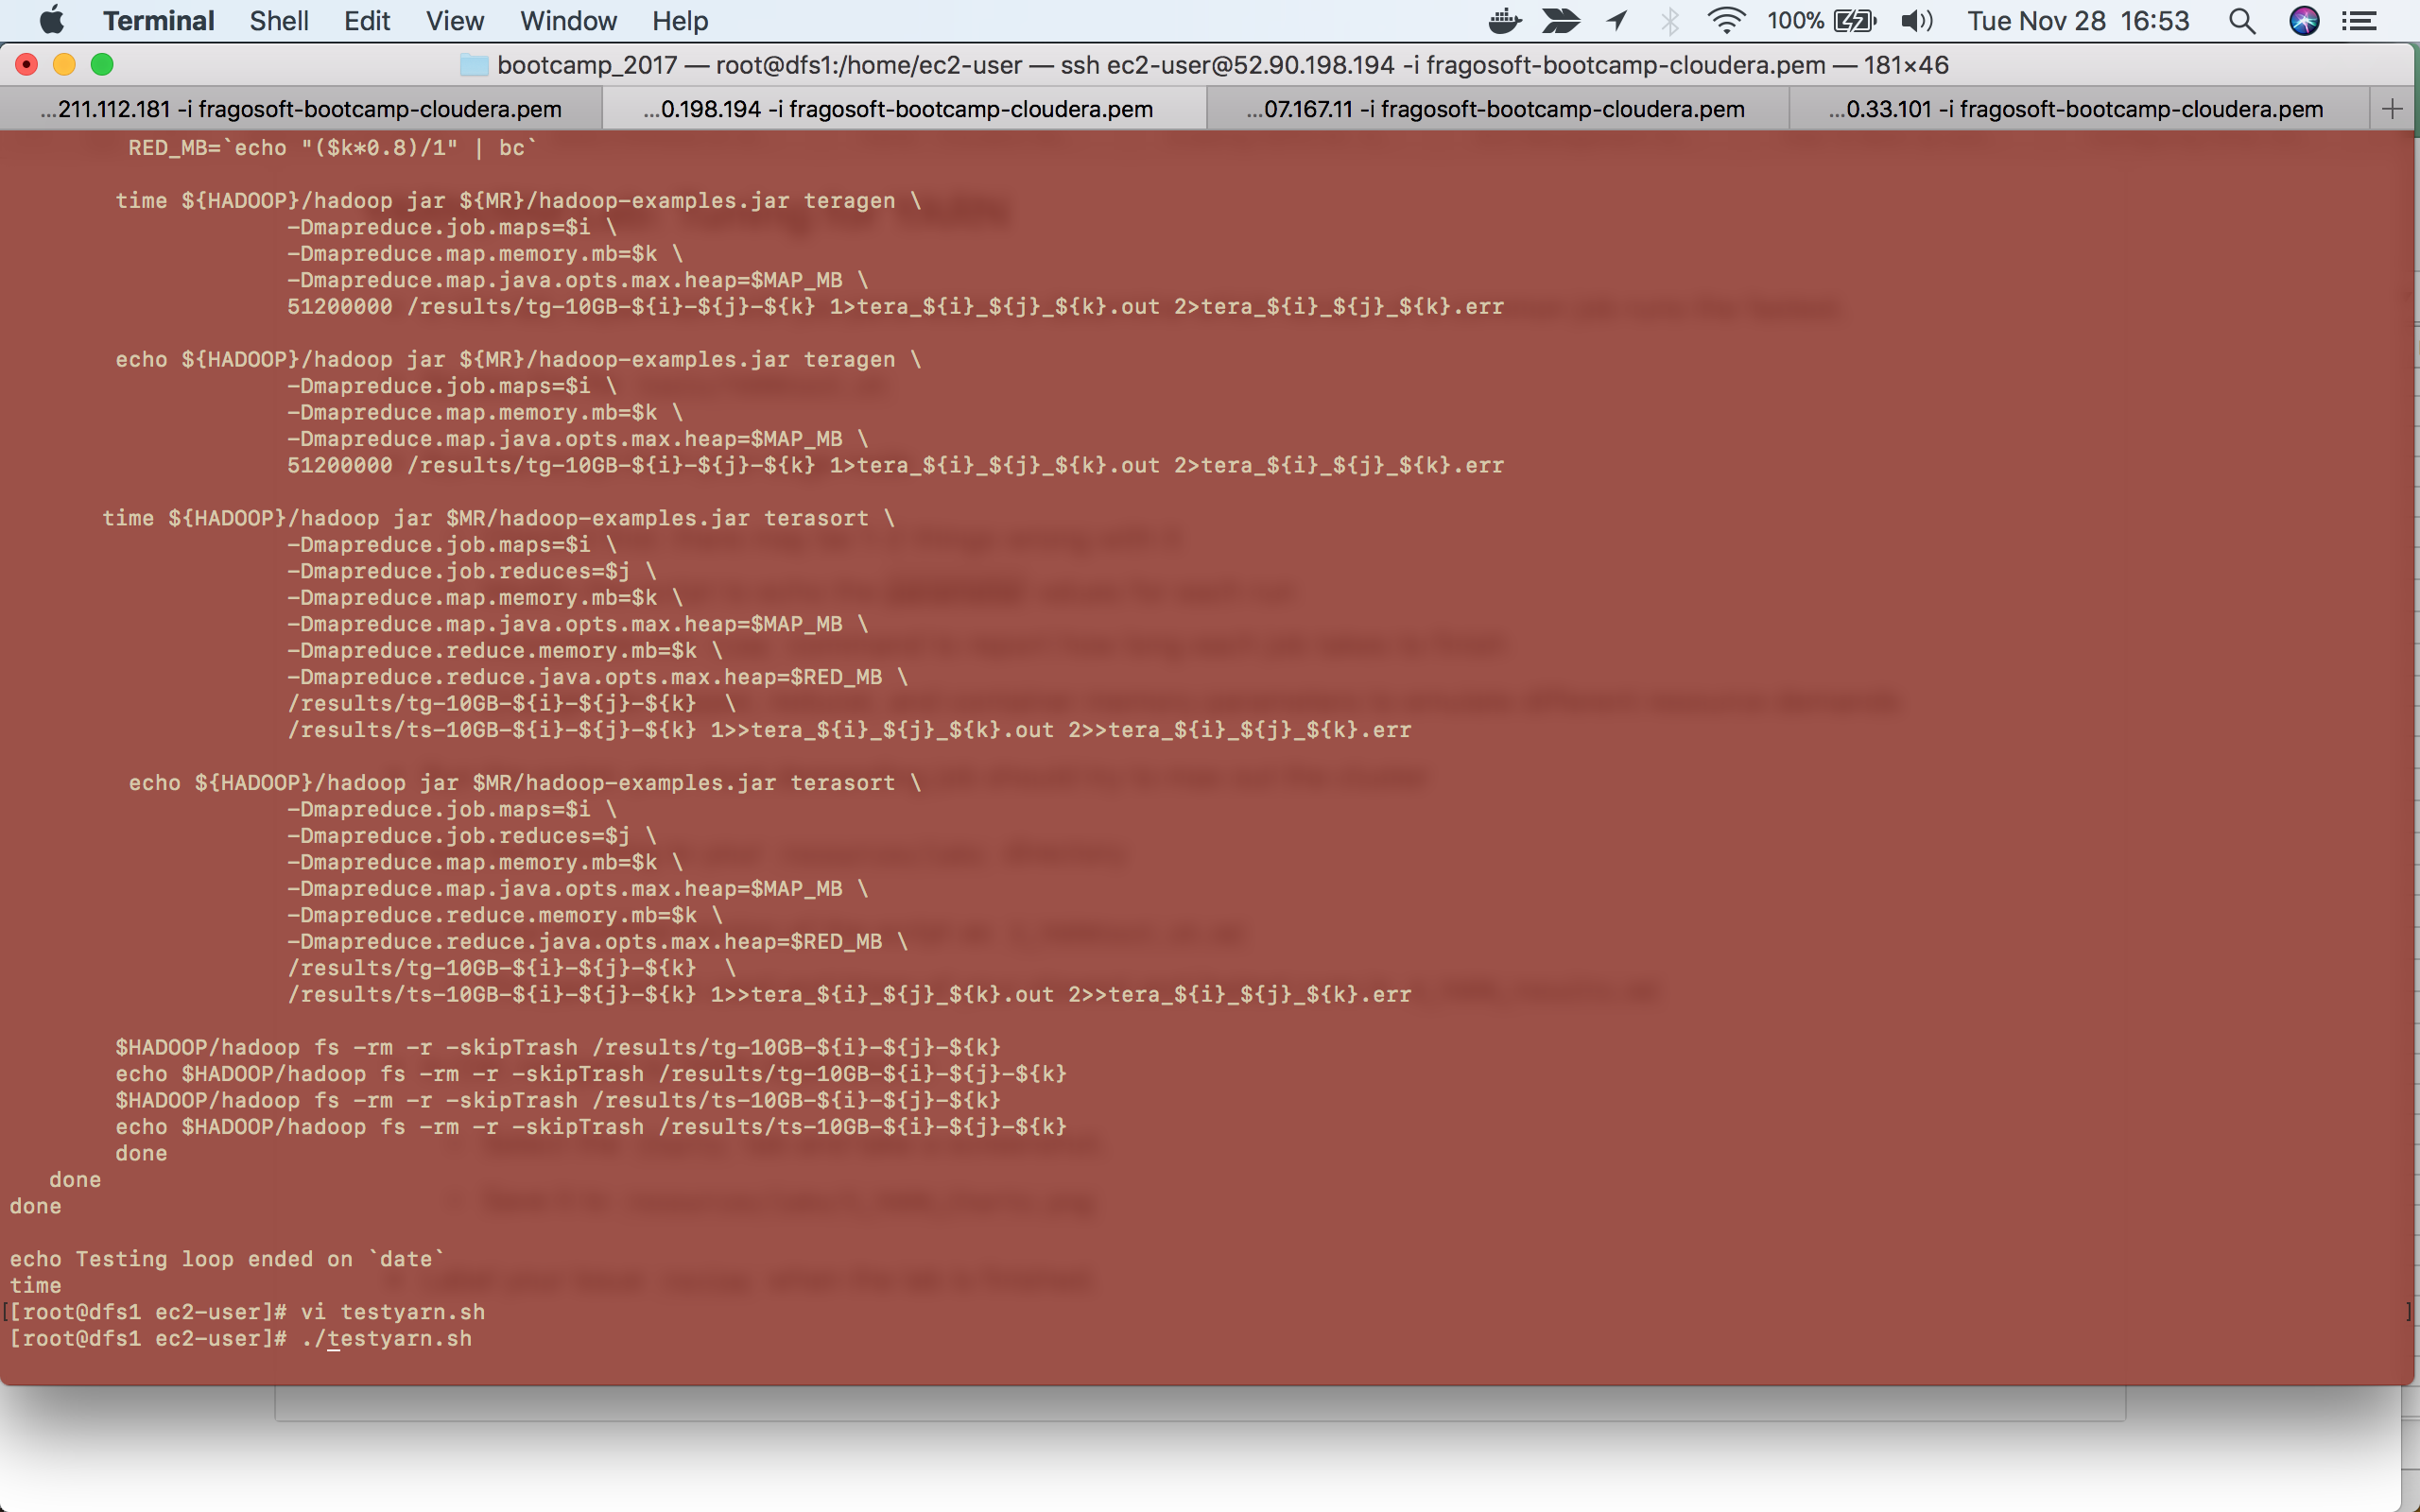 Terminal Shell Edit View Window Help 100% Tue Nov 28 16:53
bootcamp_2017 — root@dfs1:/home/ec2-user — ssh ec2-user@52.90.198.194 -i fragosoft-bootcamp-cloudera.pem — 181×46
...211.112.181 -i fragosoft-bootcamp-cloudera.pem ...0.198.194 -i fragosoft-bootcamp-cloudera.pem ...07.167.11 -i fragosoft-bootcamp-cloudera.pem ...0.33.101 -i fragosoft-bootcamp-cloudera.pem +
RED_MB=`echo "($k*0.8)/1" | bc`
time ${HADOOP}/hadoop jar ${MR}/hadoop-examples.jar teragen \
-Dmapreduce.job.maps=$i \
-Dmapreduce.map.memory.mb=$k \
-Dmapreduce.map.java.opts.max.heap=$MAP_MB \
51200000 /results/tg-10GB-${i}-${j}-${k} 1>tera_${i}_${j}_${k}.out 2>tera_${i}_${j}_${k}.err
echo ${HADOOP}/hadoop jar ${MR}/hadoop-examples.jar teragen \
-Dmapreduce.job.maps=$i \
-Dmapreduce.map.memory.mb=$k \
-Dmapreduce.map.java.opts.max.heap=$MAP_MB \
51200000 /results/tg-10GB-${i}-${j}-${k} 1>tera_${i}_${j}_${k}.out 2>tera_${i}_${j}_${k}.err
time ${HADOOP}/hadoop jar $MR/hadoop-examples.jar terasort \
-Dmapreduce.job.maps=$i \
-Dmapreduce.job.reduces=$j \
-Dmapreduce.map.memory.mb=$k \
-Dmapreduce.map.java.opts.max.heap=$MAP_MB \
-Dmapreduce.reduce.memory.mb=$k \
-Dmapreduce.reduce.java.opts.max.heap=$RED_MB \
/results/tg-10GB-${i}-${j}-${k}  \
/results/ts-10GB-${i}-${j}-${k} 1>>tera_${i}_${j}_${k}.out 2>>tera_${i}_${j}_${k}.err
echo ${HADOOP}/hadoop jar $MR/hadoop-examples.jar terasort \
-Dmapreduce.job.maps=$i \
-Dmapreduce.job.reduces=$j \
-Dmapreduce.map.memory.mb=$k \
-Dmapreduce.map.java.opts.max.heap=$MAP_MB \
-Dmapreduce.reduce.memory.mb=$k \
-Dmapreduce.reduce.java.opts.max.heap=$RED_MB \
/results/tg-10GB-${i}-${j}-${k}  \
/results/ts-10GB-${i}-${j}-${k} 1>>tera_${i}_${j}_${k}.out 2>>tera_${i}_${j}_${k}.err
$HADOOP/hadoop fs -rm -r -skipTrash /results/tg-10GB-${i}-${j}-${k}
echo $HADOOP/hadoop fs -rm -r -skipTrash /results/tg-10GB-${i}-${j}-${k}
$HADOOP/hadoop fs -rm -r -skipTrash /results/ts-10GB-${i}-${j}-${k}
echo $HADOOP/hadoop fs -rm -r -skipTrash /results/ts-10GB-${i}-${j}-${k}
done
done
done
echo Testing loop ended on `date`
time
[[root@dfs1 ec2-user]# vi testyarn.sh ]
[root@dfs1 ec2-user]# ./testyarn.sh